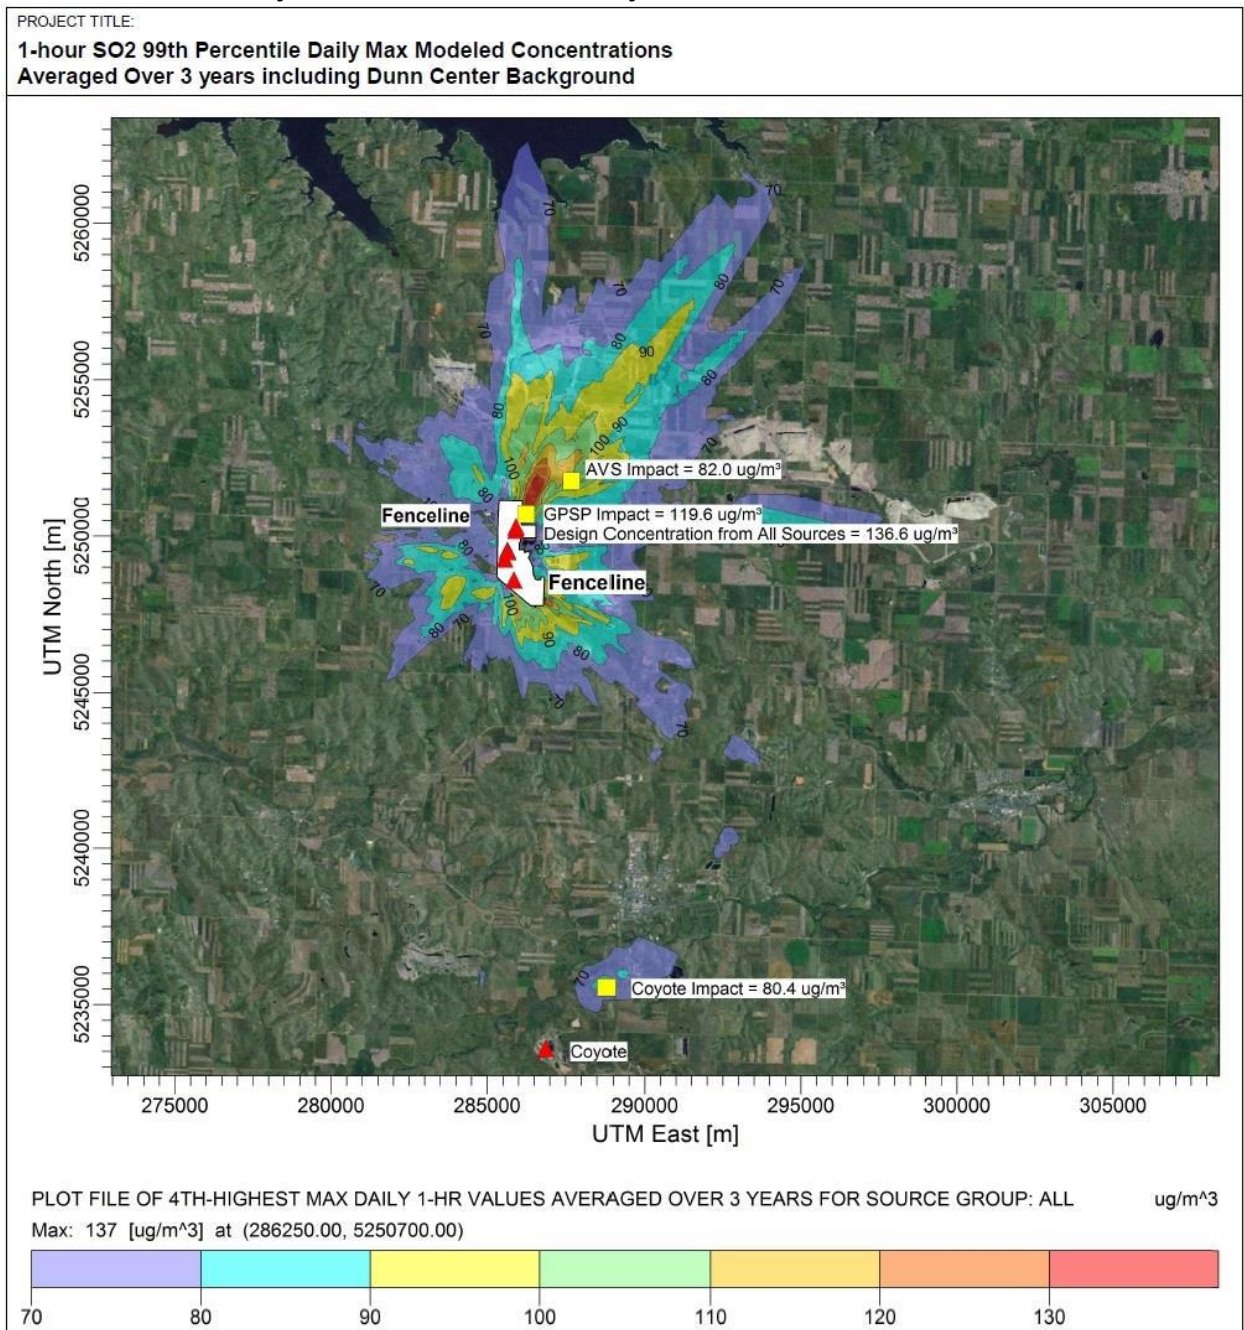 PROJECT TITLE:
1-hour SO2 99th Percentile Daily Max Modeled Concentrations
Averaged Over 3 years including Dunn Center Background
UTM North [m]
5260000
5255000
5250000
5245000
5240000
5235000
70
70
70
80
70
70
80
90
80
80
90
100
70
100
AVS Impact = 82.0 ug/m³
80
Fenceline
GPSP Impact = 119.6 ug/m³
Design Concentration from All Sources = 136.6 ug/m³
80
Fenceline
70
100
80
70
90
80
70
70
70
Coyote Impact = 80.4 ug/m³
Coyote
275000 280000 285000 290000 295000 300000 305000
UTM East [m]
PLOT FILE OF 4TH-HIGHEST MAX DAILY 1-HR VALUES AVERAGED OVER 3 YEARS FOR SOURCE GROUP: ALL ug/m^3
Max: 137 [ug/m^3] at (286250.00, 5250700.00)
70 80 90 100 110 120 130